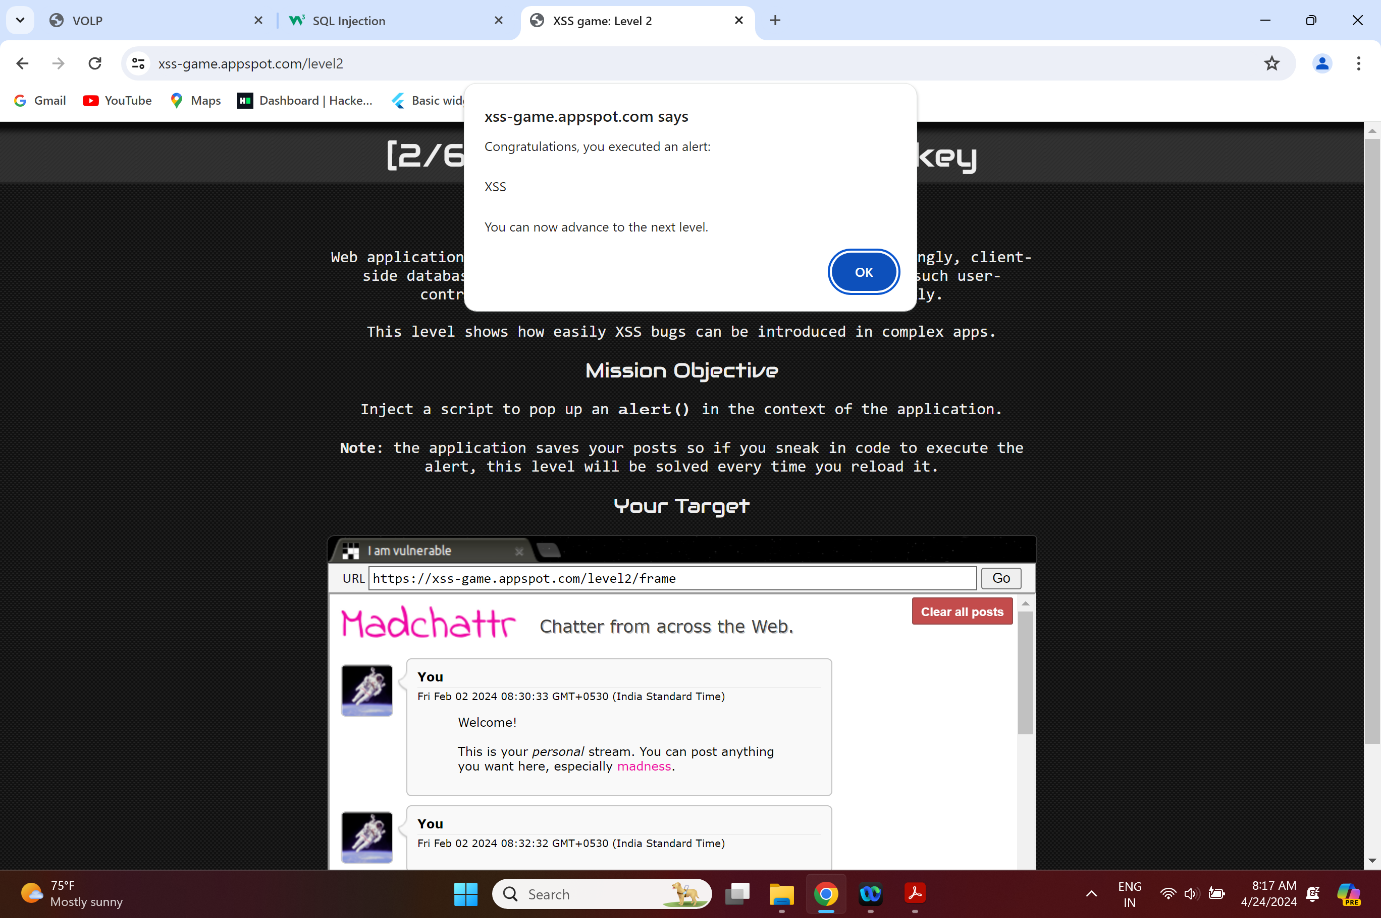 VOLP
SQL Injection
XSS game: Level 2
xss-game.appspot.com/level2
Gmail
YouTube
Maps
Dashboard | Hacke...
Basic wid
xss-game.appspot.com says
Congratulations, you executed an alert:
XSS
You can now advance to the next level.
OK
[2/6
key
Web application
ngly, client-
side databas
such user-
contr
ly.
This level shows how easily XSS bugs can be introduced in complex apps.
Mission Objective
Inject a script to pop up an alert() in the context of the application.
Note: the application saves your posts so if you sneak in code to execute the
alert, this level will be solved every time you reload it.
Your Target
I am vulnerable
URL https://xss-game.appspot.com/level2/frame Go
Madchattr Chatter from across the Web.
Clear all posts
You
Fri Feb 02 2024 08:30:33 GMT+0530 (India Standard Time)
Welcome!
This is your personal stream. You can post anything
you want here, especially madness.
You
Fri Feb 02 2024 08:32:32 GMT+0530 (India Standard Time)
75°F
Mostly sunny
Search
ENG
IN
8:17 AM
4/24/2024
PRE